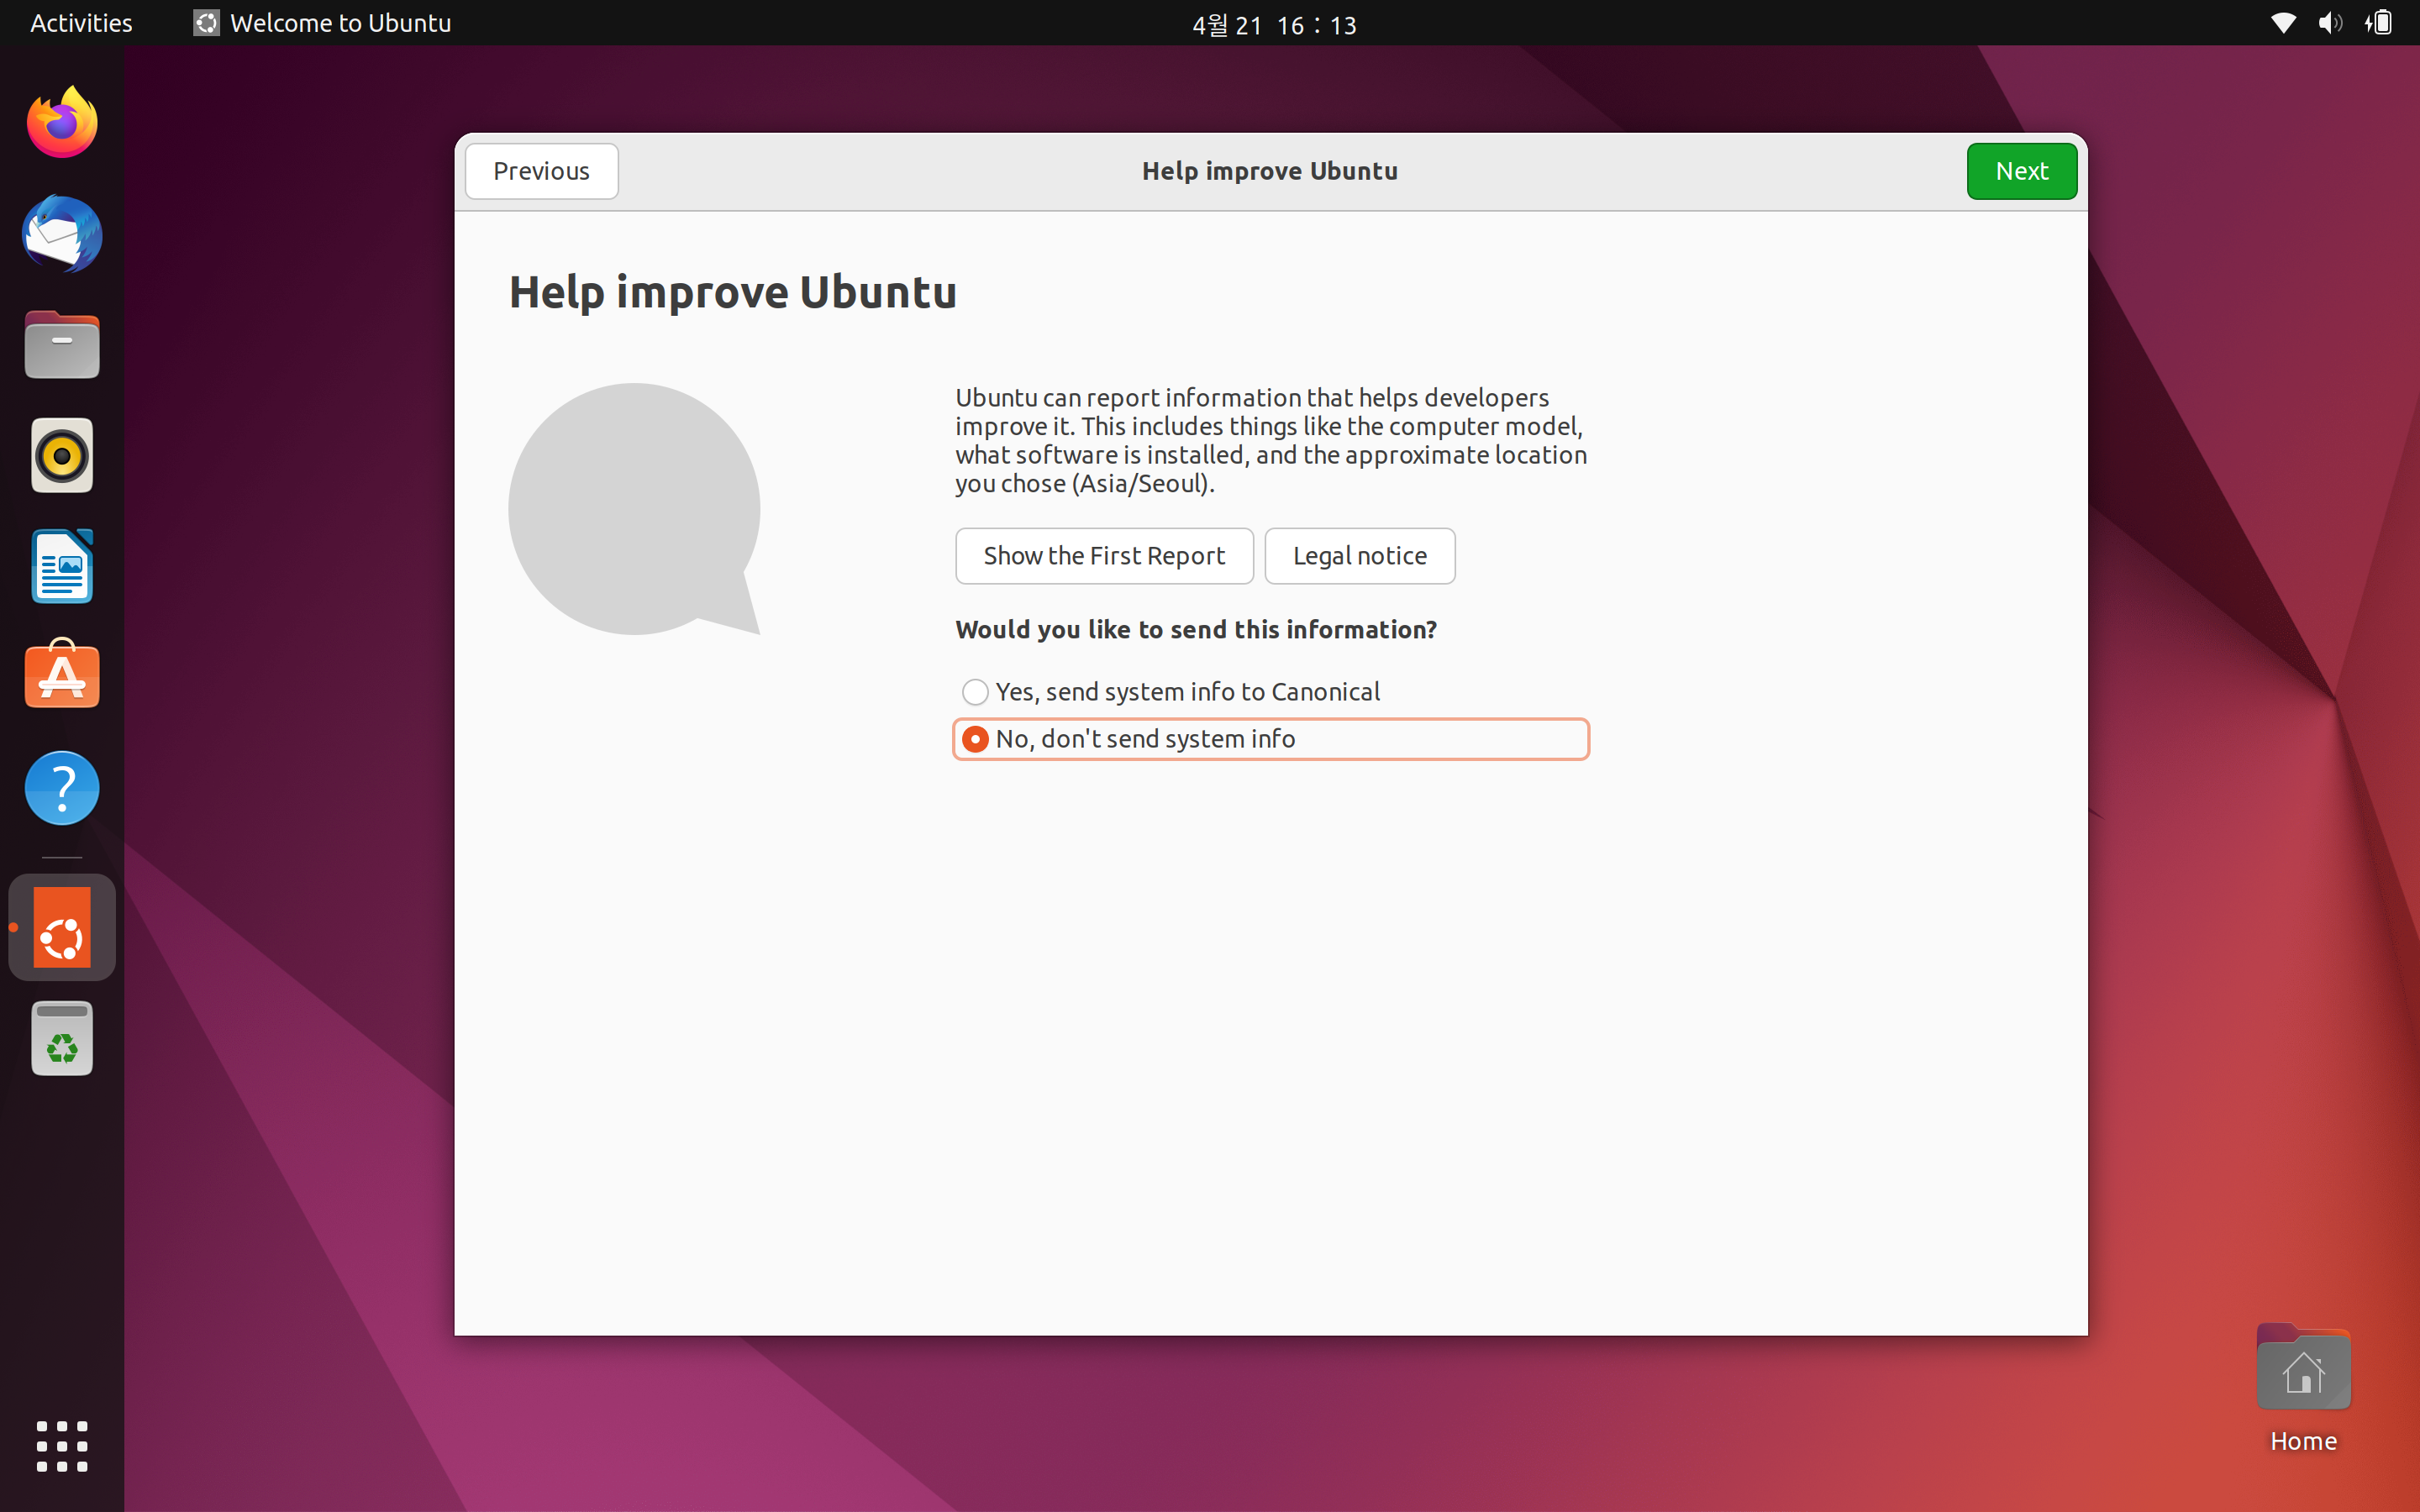 Activities
Welcome to Ubuntu
4월 21 16 : 13
Previous
Help improve Ubuntu
Next
Help improve Ubuntu
Ubuntu can report information that helps developers
improve it. This includes things like the computer model,
what software is installed, and the approximate location
you chose (Asia/Seoul).
Show the First Report
Legal notice
Would you like to send this information?
Yes, send system info to Canonical
No, don't send system info
Home